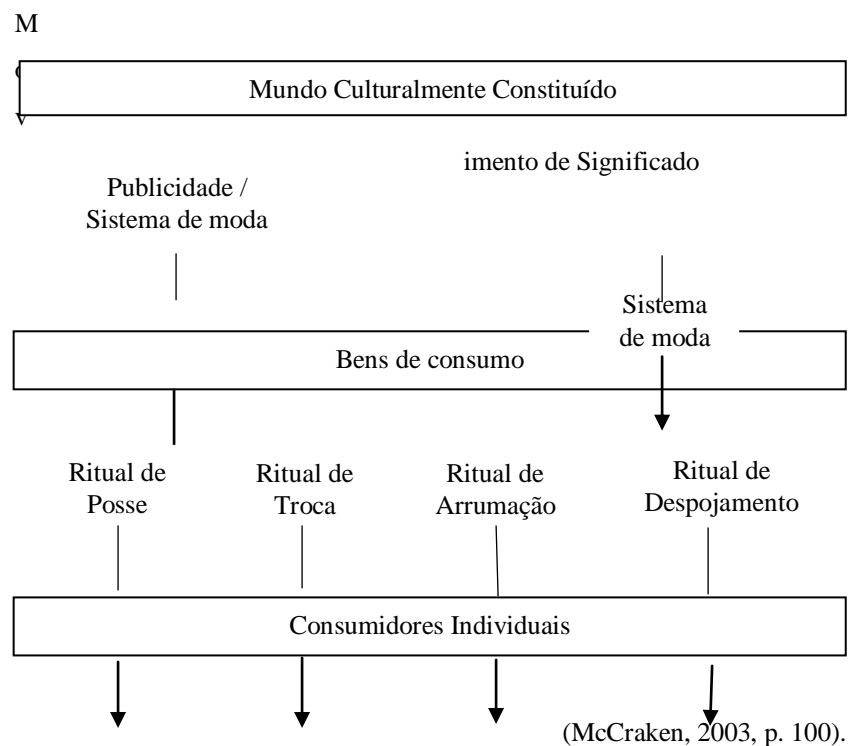 M
v
Mundo Culturalmente Constituído
imento de Significado
Publicidade /
Sistema de moda
Sistema
de moda
Bens de consumo
Ritual de
Posse
Ritual de
Troca
Ritual de
Arrumação
Ritual de
Despojamento
Consumidores Individuais
(McCraken, 2003, p. 100).